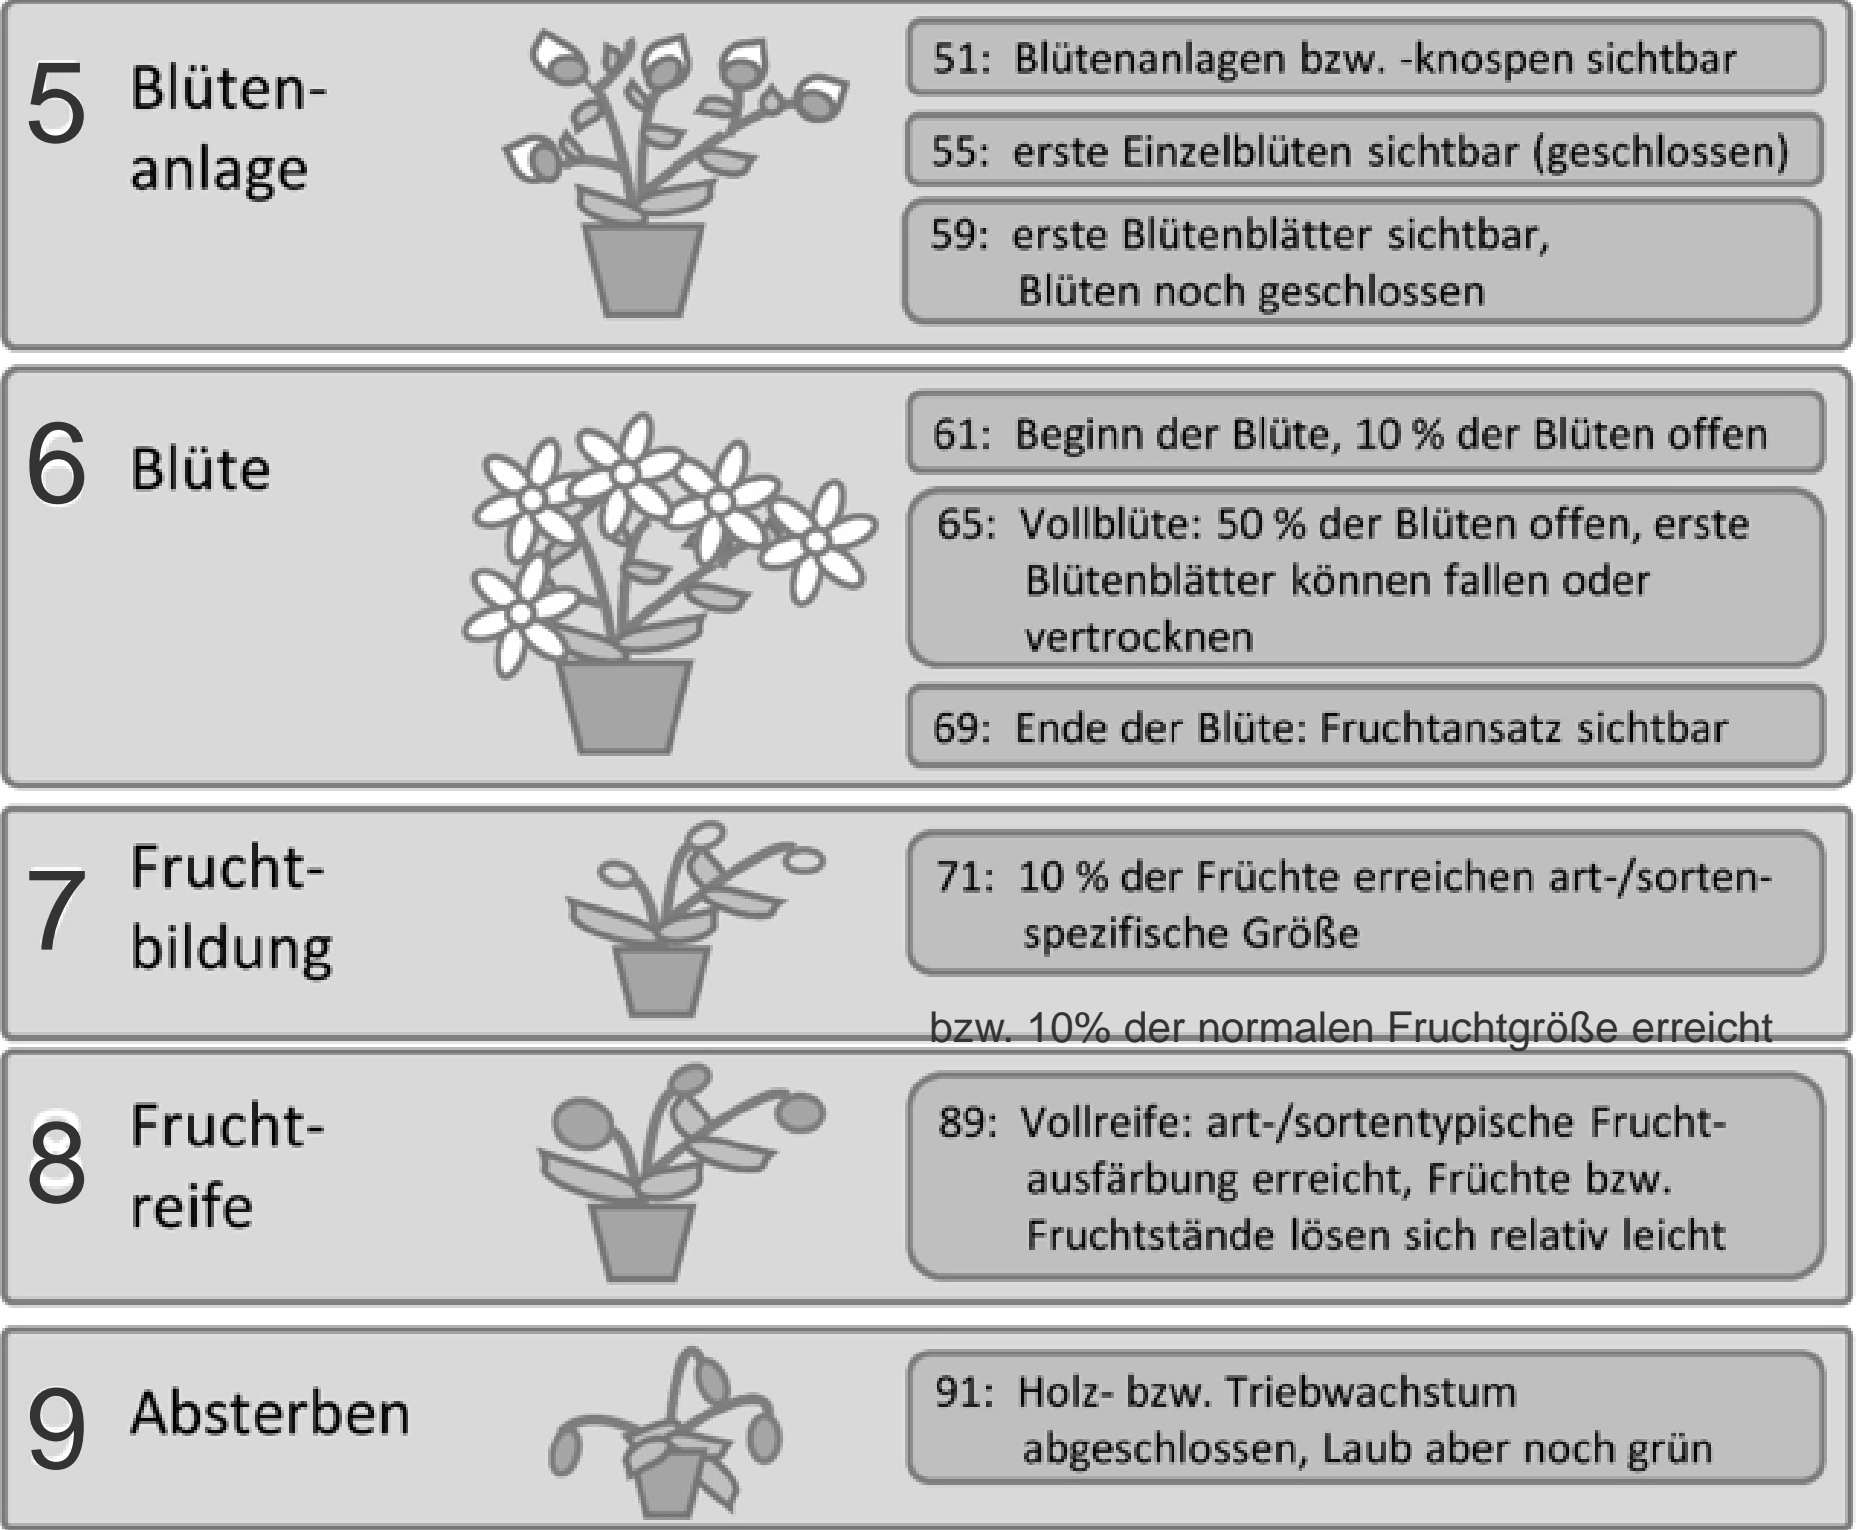 5
Blüten-
anlage
51: Blütenanlagen bzw. -knospen sichtbar
55: erste Einzelblüten sichtbar (geschlossen)
59: erste Blütenblätter sichtbar,
Blüten noch geschlossen
6
Blüte
61: Beginn der Blüte, 10 % der Blüten offen
65: Vollblüte: 50 % der Blüten offen, erste
Blütenblätter können fallen oder
vertrocknen
69: Ende der Blüte: Fruchtansatz sichtbar
7
Frucht-
bildung
71: 10 % der Früchte erreichen art-/sorten-
spezifische Größe
bzw. 10% der normalen Fruchtgröße erreicht
8
Frucht-
reife
89: Vollreife: art-/sortentypische Frucht-
ausfärbung erreicht, Früchte bzw.
Fruchtstände lösen sich relativ leicht
9
Absterben
91: Holz- bzw. Triebwachstum
abgeschlossen, Laub aber noch grün